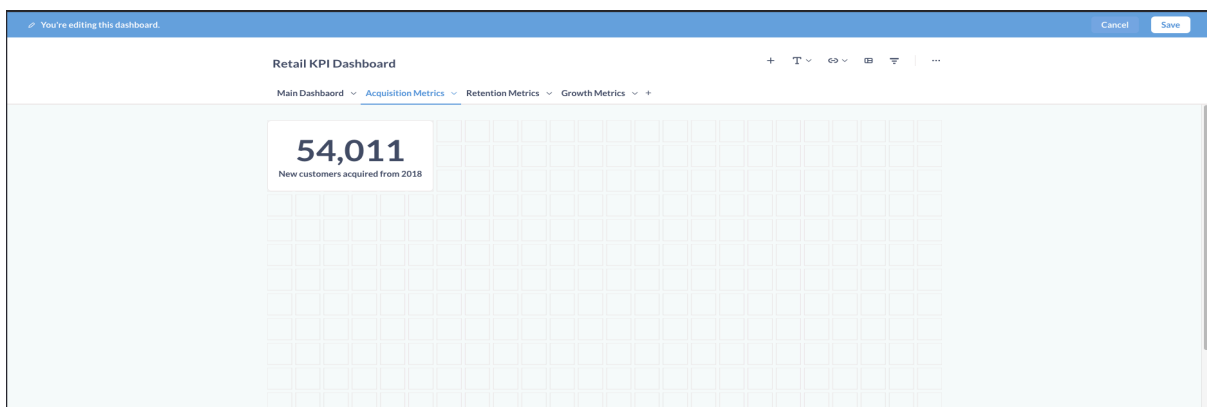 You're editing this dashboard.
Cancel
Save
Retail KPI Dashboard
Main Dashbaord
Acquisition Metrics
Retention Metrics
Growth Metrics
54,011
New customers acquired from 2018